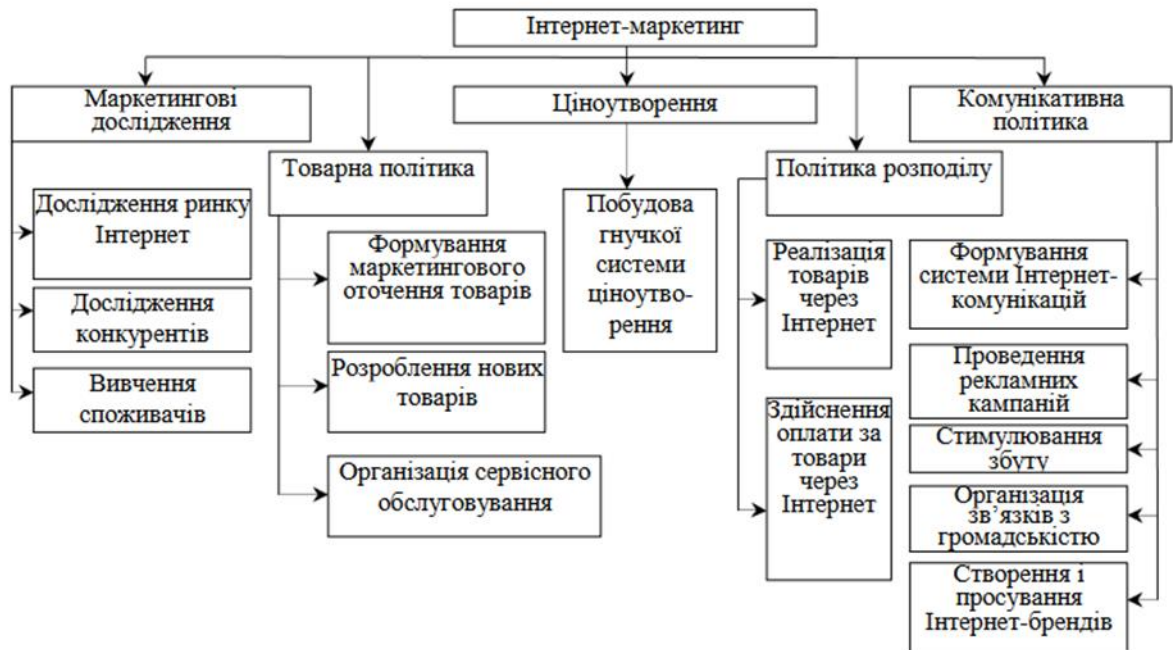 Інтернет-маркетинг
Маркетингові
дослідження
Ціноутворення
Комунікативна
політика
Товарна політика
Політика розподілу
Дослідження ринку
Інтернет
Дослідження
конкурентів
Вивчення
споживачів
Формування
маркетингового
оточення товарів
Розроблення нових
товарів
Організація сервісного
обслуговування
Побудова
гнучкої
системи
ціноутво-
рення
Реалізація
товарів
через
Інтернет
Здійснення
оплати за
товари
через
Інтернет
Формування
системи Інтернет-
комунікацій
Проведення
рекламних
кампаній
Стимулювання
збуту
Організація
зв’язків з
громадськістю
Створення і
просування
Інтернет-брендів